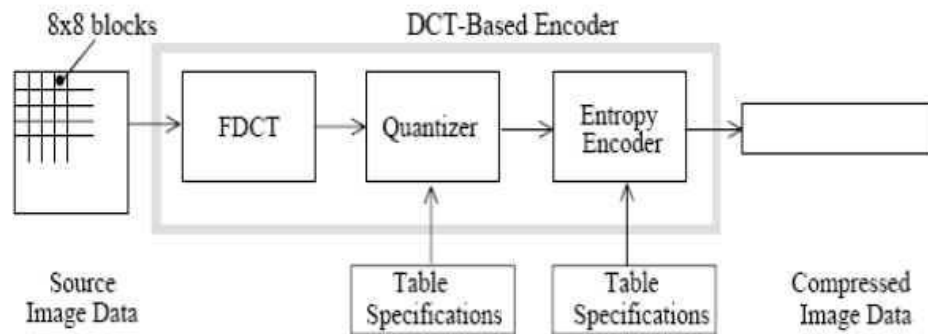 8x8 blocks
DCT-Based Encoder
FDCT
Quantizer
Entropy
Encoder
Source
Image Data
Table
Specifications
Table
Specifications
Compressed
Image Data